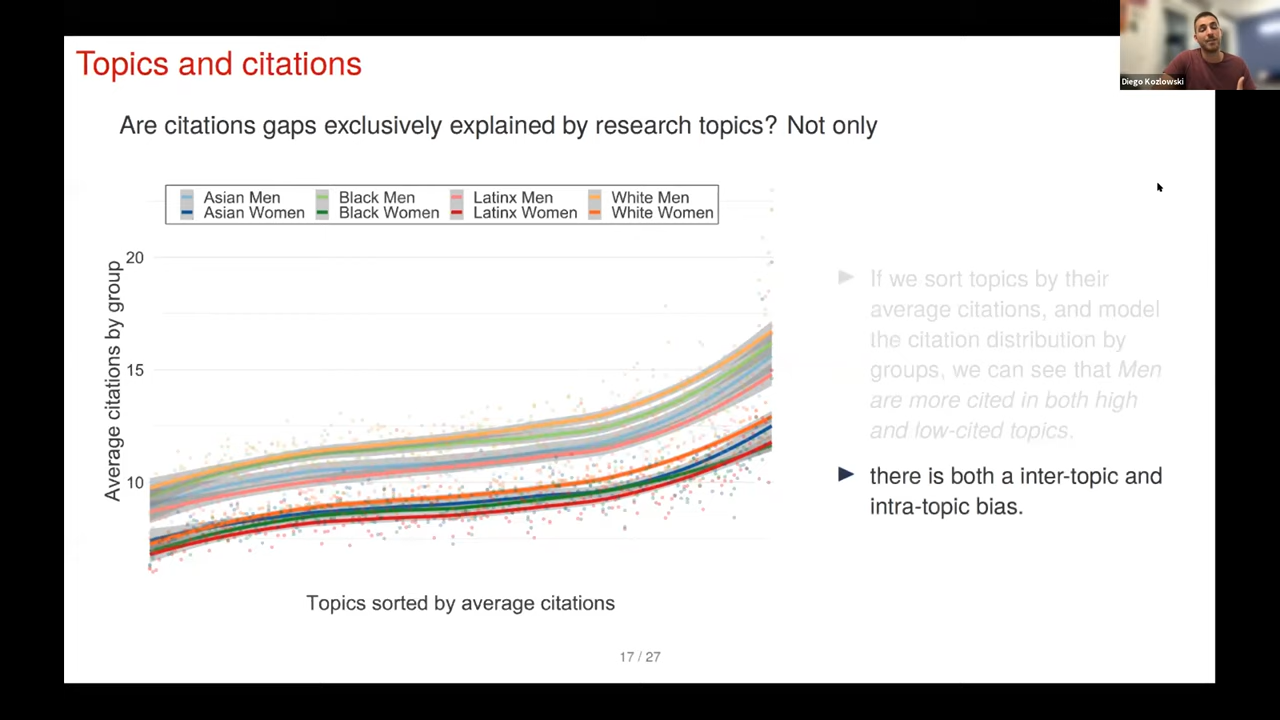 Topics and citations
Diego Kozlowski
Are citations gaps exclusively explained by research topics? Not only
Asian Men
Black Men
Latinx Men
White Men
Asian Women
Black Women
Latinx Women
White Women
Average citations by group
20
15
10
Topics sorted by average citations
If we sort topics by their
average citations, and model
the citation distribution by
groups, we can see that Men
are more cited in both high
and low-cited topics.
there is both a inter-topic and
intra-topic bias.
17 / 27